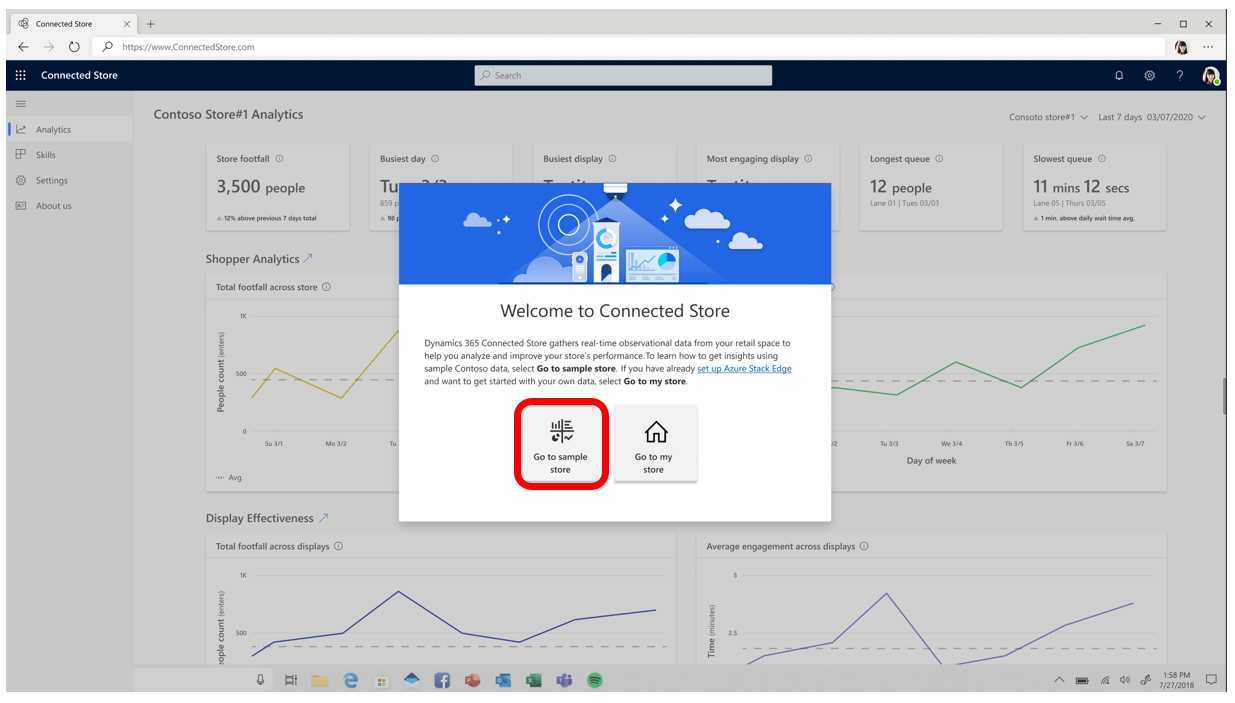 Connected Store
https://www.ConnectedStore.com
Connected Store
Search
Analytics
Skills
Settings
About us
Contoso Store#1 Analytics
Consoto store#1
Last 7 days 03/07/2020
Store footfall
3,500 people
12% above previous 7 days total
Busiest day
859 p
98 p
Busiest display
Most engaging display
Longest queue
12 people
Lane 01 | Tues 03/03
Slowest queue
11 mins 12 secs
Lane 05 | Thurs 03/05
1 min. above daily wait time avg.
Shopper Analytics
Total footfall across store
1K
500
0
People count (enters)
Su 3/1
Mo 3/2
Tu
Avg.
/2
Tu 3/3
We 3/4
Th 3/5
Fr 3/6
Sa 3/7
Day of week
Welcome to Connected Store
Dynamics 365 Connected Store gathers real-time observational data from your retail space to
help you analyze and improve your store's performance. To learn how to get insights using
sample Contoso data, select Go to sample store. If you have already set up Azure Stack Edge
and want to get started with your own data, select Go to my store.
Go to sample
store
Go to my
store
Display Effectiveness
Total footfall across displays
1K
500
people count (enters)
Average engagement across displays
5
2.5
Time (minutes)
1:58 PM
7/27/2018